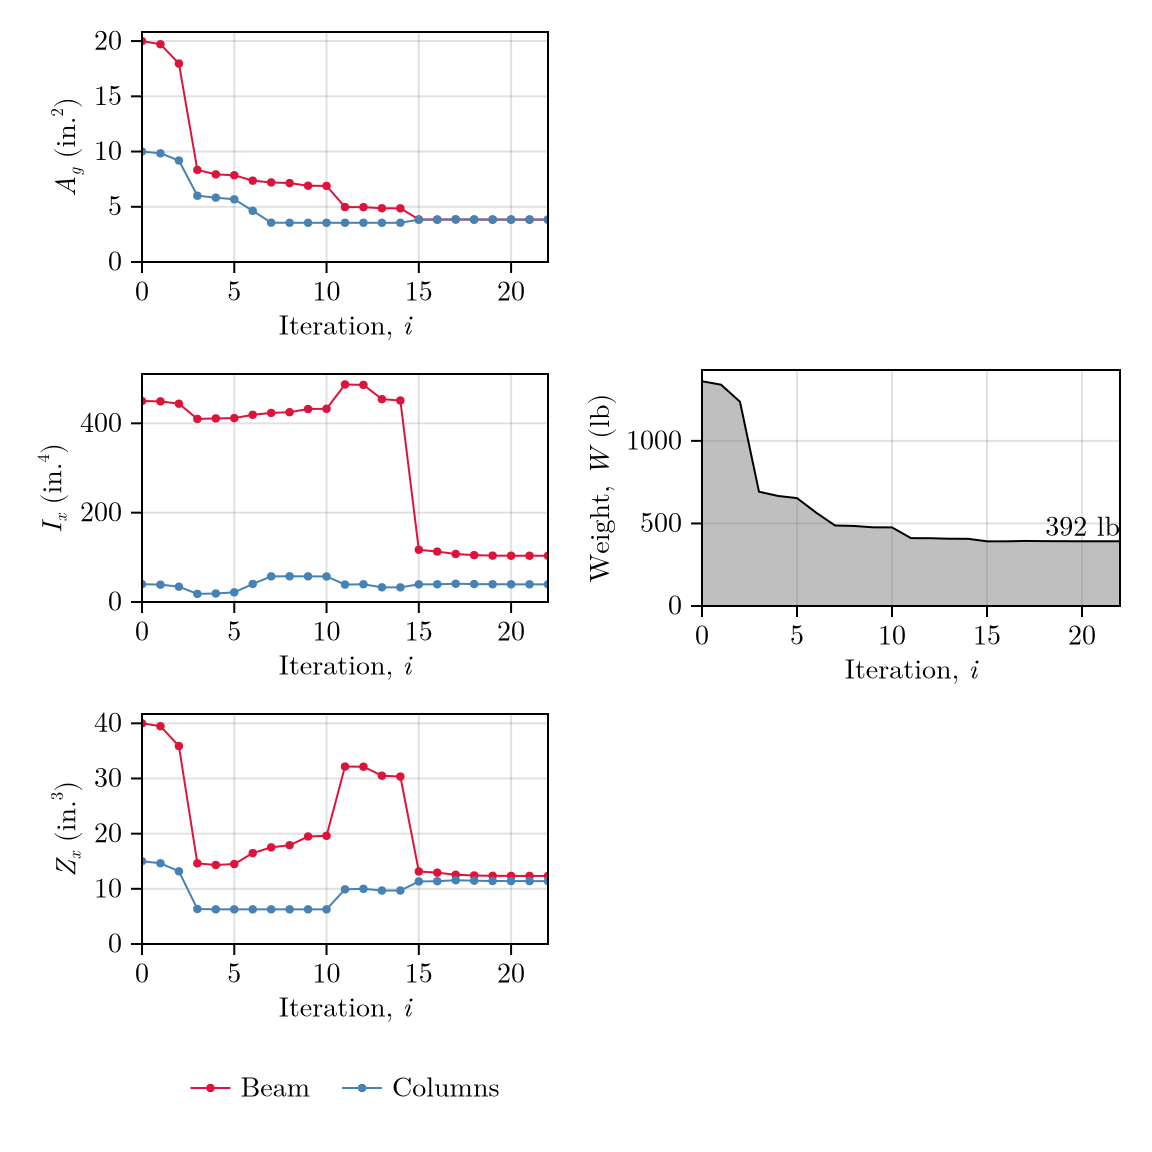 20
15
10
5
0
A_g (in.²)
0 5 10 15 20
Iteration, i
400
200
0
I_x (in.⁴)
0 5 10 15 20
Iteration, i
1000
500
0
Weight, W (lb)
392 lb
0 5 10 15 20
Iteration, i
40
30
20
10
0
Z_x (in.³)
0 5 10 15 20
Iteration, i
Beam Columns